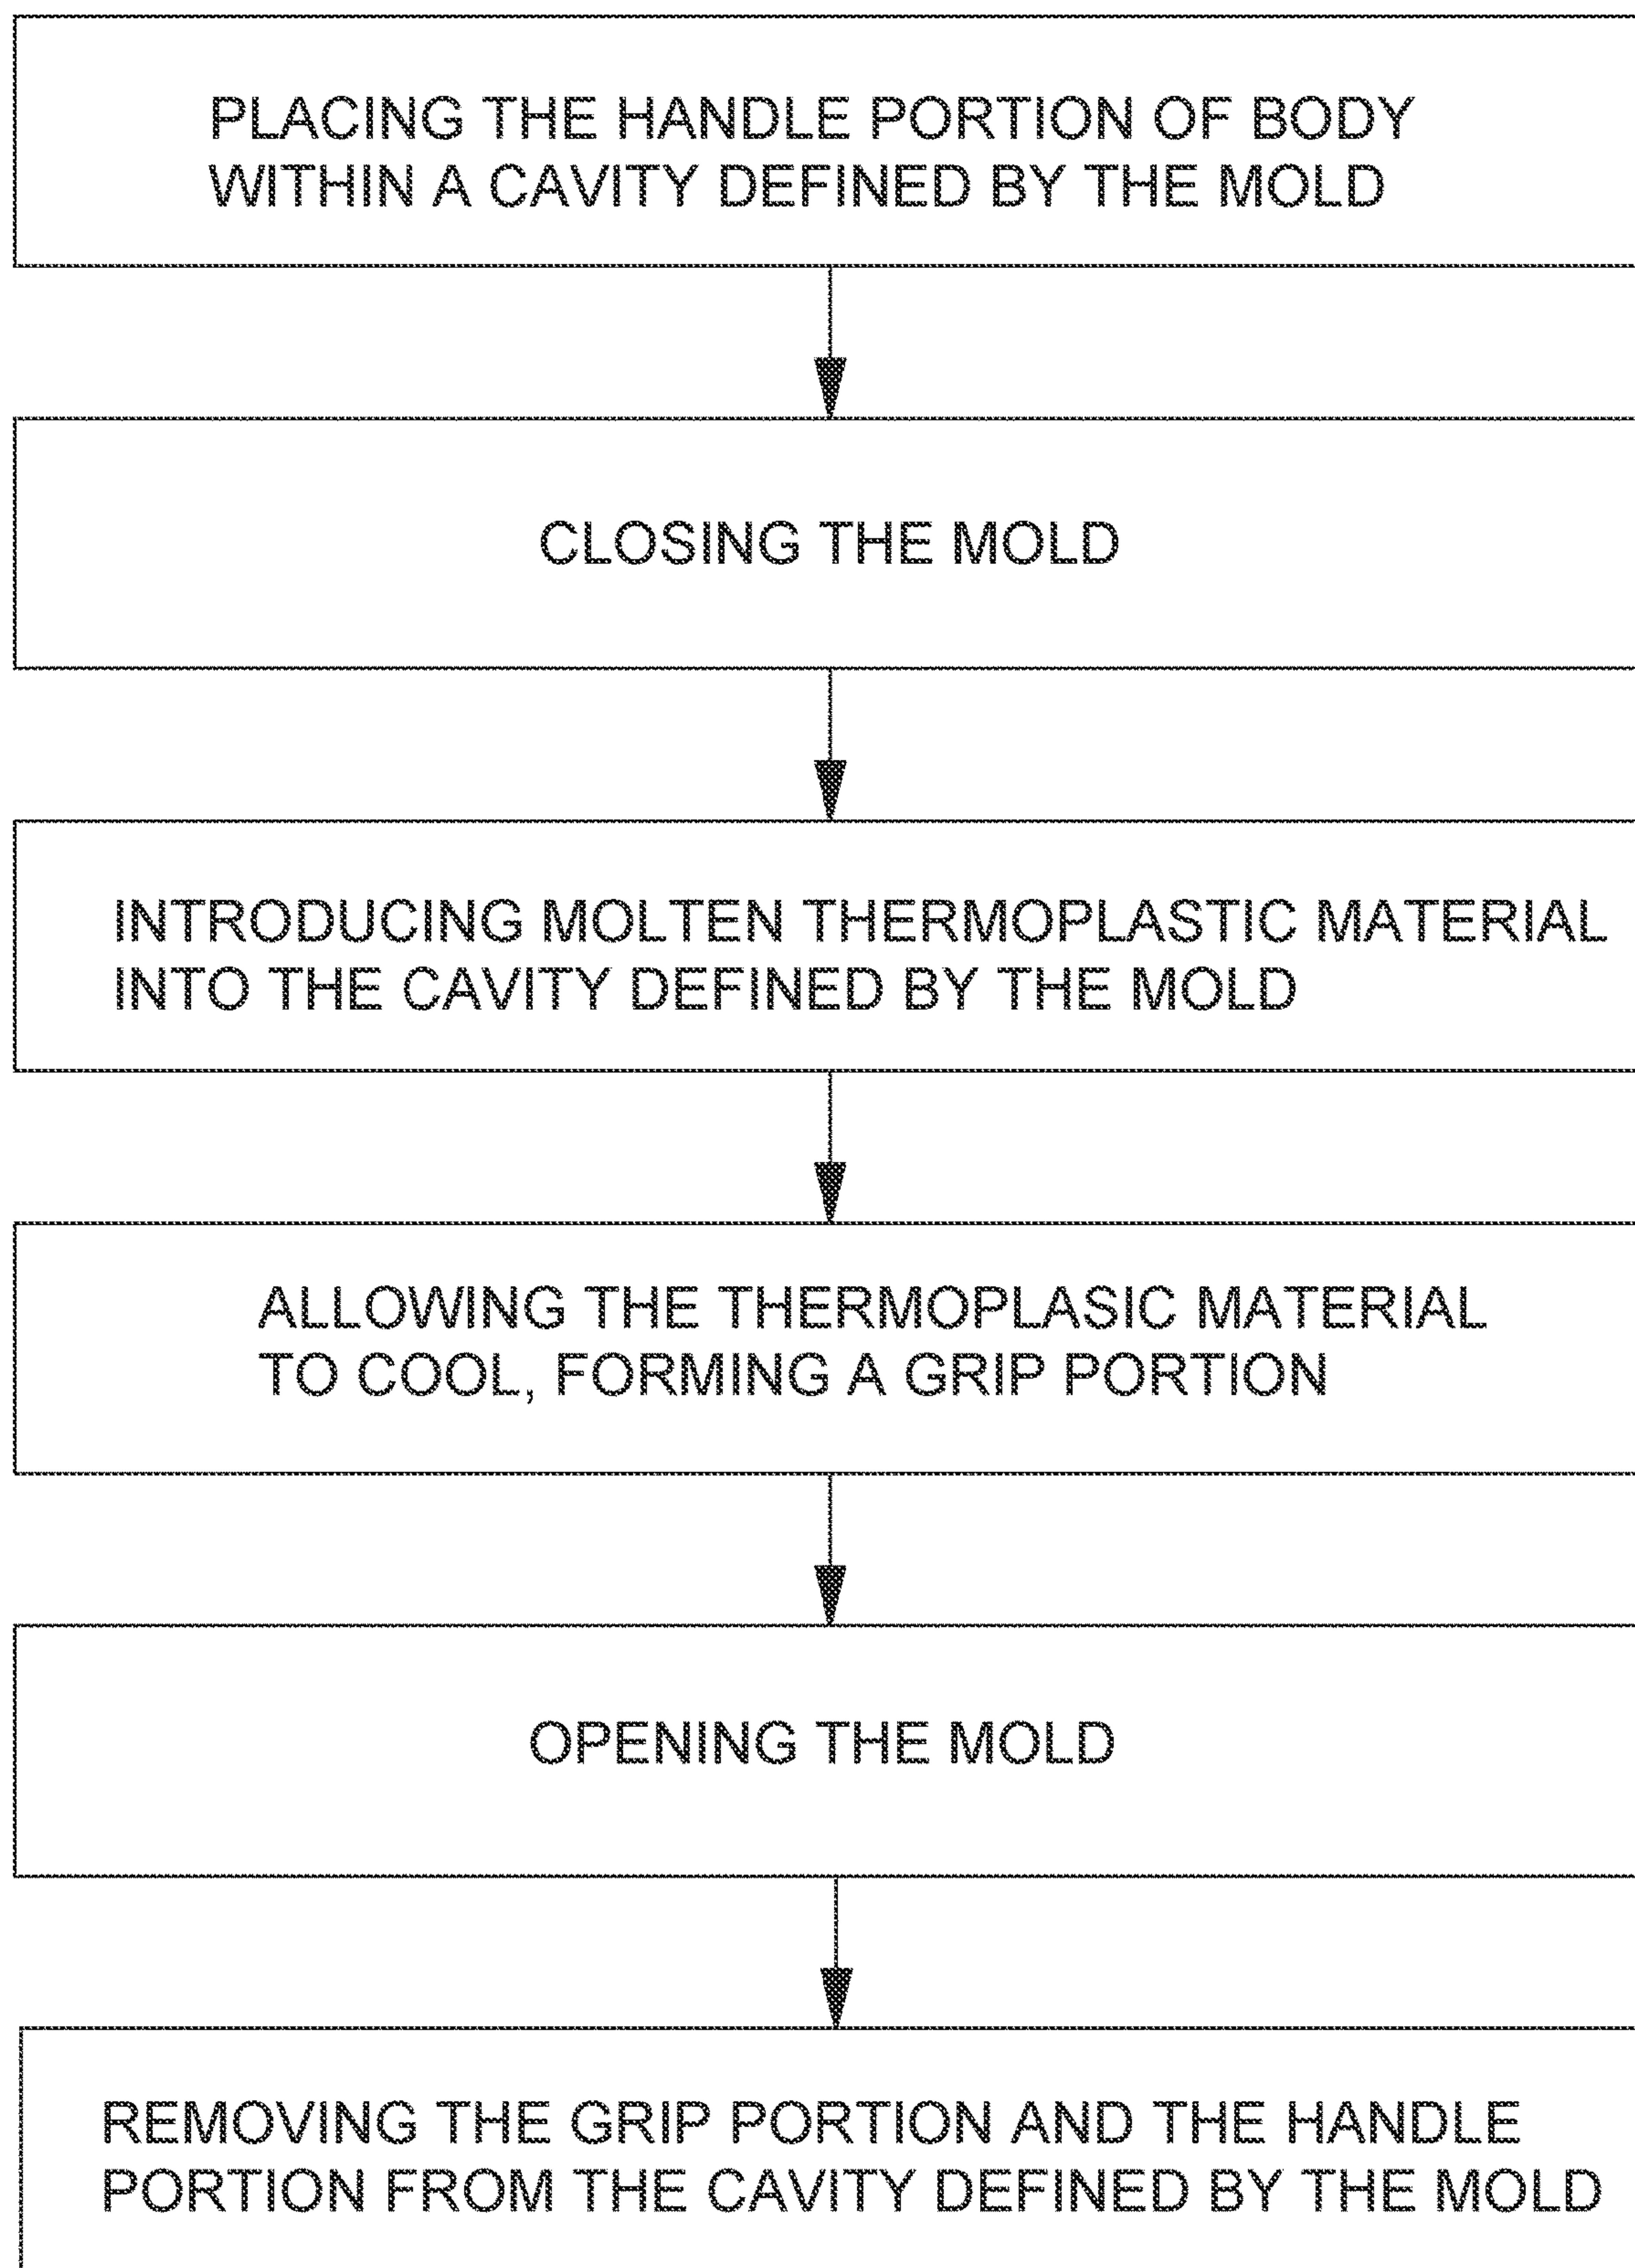 PLACING THE HANDLE PORTION OF BODY
WITHIN A CAVITY DEFINED BY THE MOLD
CLOSING THE MOLD
INTRODUCING MOLTEN THERMOPLASTIC MATERIAL
INTO THE CAVITY DEFINED BY THE MOLD
ALLOWING THE THERMOPLASIC MATERIAL
TO COOL, FORMING A GRIP PORTION
OPENING THE MOLD
REMOVING THE GRIP PORTION AND THE HANDLE
PORTION FROM THE CAVITY DEFINED BY THE MOLD